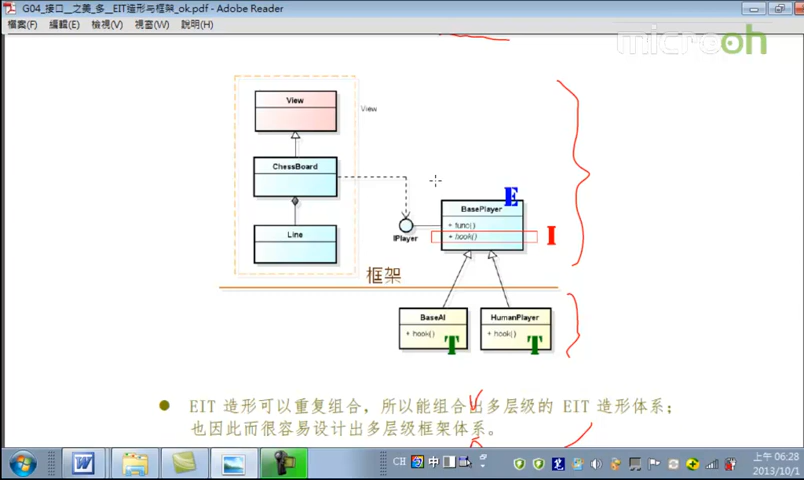 G04_接口__之美_多__EIT造形与框架_ok.pdf - Adobe Reader
檔案(F) 編輯(E) 檢視(V) 視窗(W) 說明(H)
microoh
View
View
ChessBoard
E
BasePlayer
+ func()
Line
IPlayer
+ hook()
I
框架
BaseAI
HumanPlayer
+ hook()
+ hook()
T
T
EIT 造形可以重复组合，所以能组合出多层级的 EIT 造形体系；
也因此而很容易设计出多层级框架体系。
CH
中
上午 06:28
2013/10/1